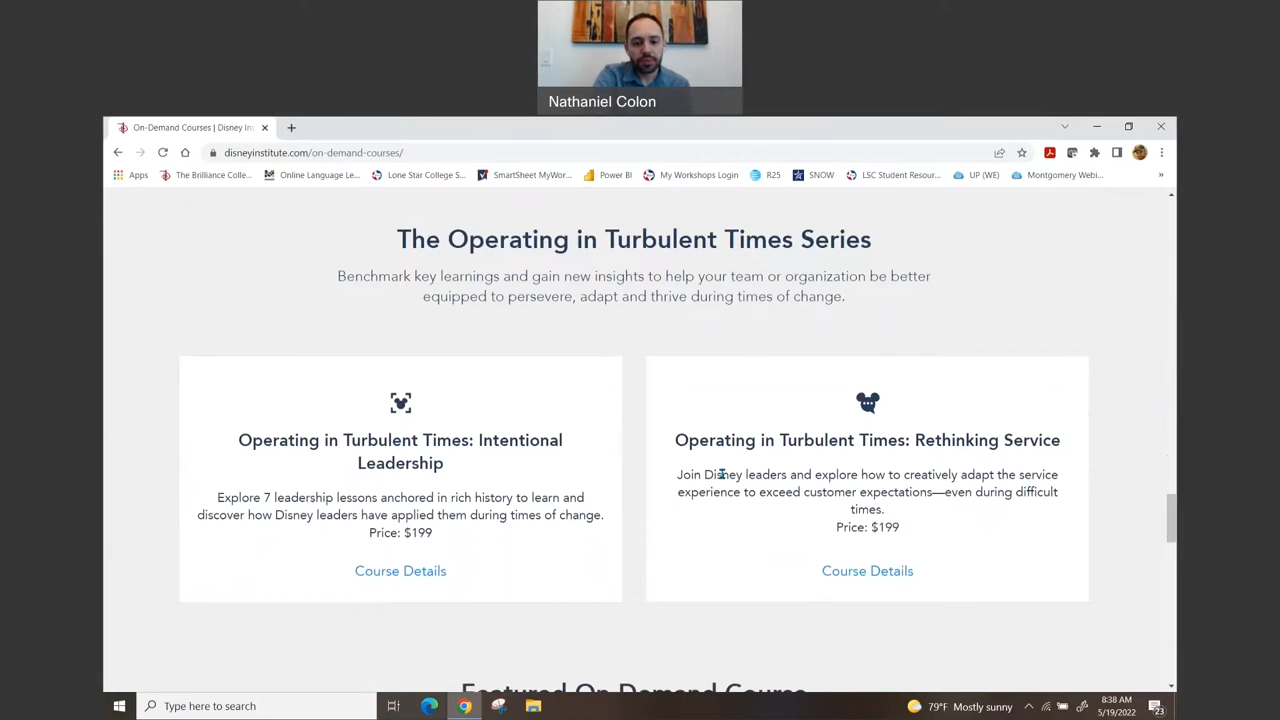 Nathaniel Colon
On-Demand Courses | Disney In
disneyinstitute.com/on-demand-courses/
Apps
The Brilliance Colle...
Online Language Le...
Lone Star College S...
SmartSheet MyWor...
Power BI
My Workshops Login
R25
SNOW
LSC Student Resour...
UP (WE)
Montgomery Webi...
»
The Operating in Turbulent Times Series
Benchmark key learnings and gain new insights to help your team or organization be better
equipped to persevere, adapt and thrive during times of change.
Operating in Turbulent Times: Intentional
Leadership
Explore 7 leadership lessons anchored in rich history to learn and
discover how Disney leaders have applied them during times of change.
Price: $199
Course Details
Operating in Turbulent Times: Rethinking Service
Join Disney leaders and explore how to creatively adapt the service
experience to exceed customer expectations—even during difficult
times.
Price: $199
Course Details
Featured On Demand Course
Type here to search
79°F Mostly sunny
8:38 AM
5/19/2022
23